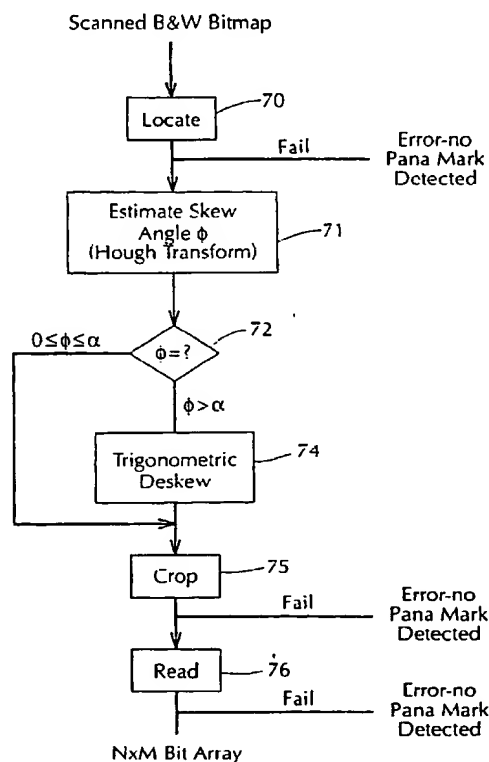 Scanned B&W Bitmap
70
Locate
Fail
Error-no
Pana Mark
Detected
Estimate Skew
Angle ϕ
(Hough Transform)
71
72
0≤ϕ≤α
ϕ=?
ϕ>α
74
Trigonometric
Deskew
75
Crop
Fail
Error-no
Pana Mark
Detected
Read
76
Fail
Error-no
Pana Mark
Detected
NxM Bit Array